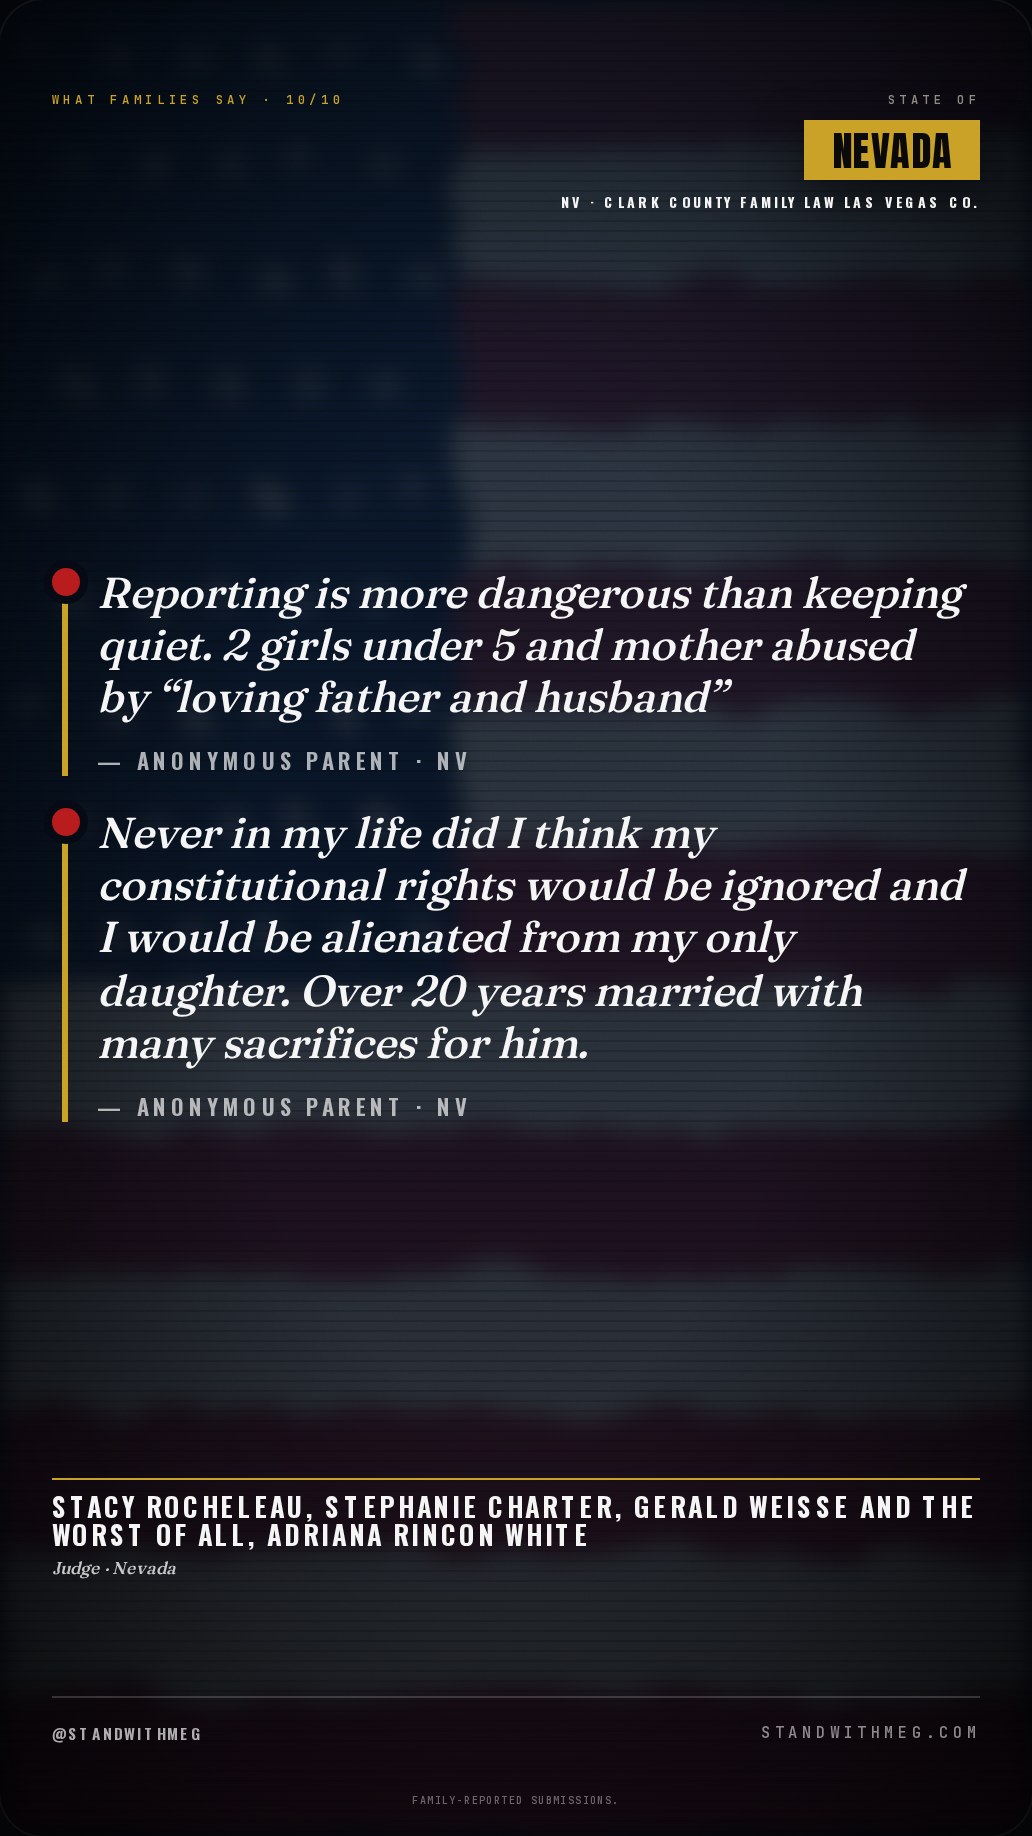 WHAT FAMILIES SAY · 10/10
STATE OF
NEVADA
NV · CLARK COUNTY FAMILY LAW LAS VEGAS CO.
Reporting is more dangerous than keeping
quiet. 2 girls under 5 and mother abused
by “loving father and husband”
— ANONYMOUS PARENT · NV
Never in my life did I think my
constitutional rights would be ignored and
I would be alienated from my only
daughter. Over 20 years married with
many sacrifices for him.
— ANONYMOUS PARENT · NV
STACY ROCHELEAU, STEPHANIE CHARTER, GERALD WEISSE AND THE
WORST OF ALL, ADRIANA RINCON WHITE
Judge · Nevada
@STANDWITHMEG
STANDWITHMEG.COM
FAMILY-REPORTED SUBMISSIONS.